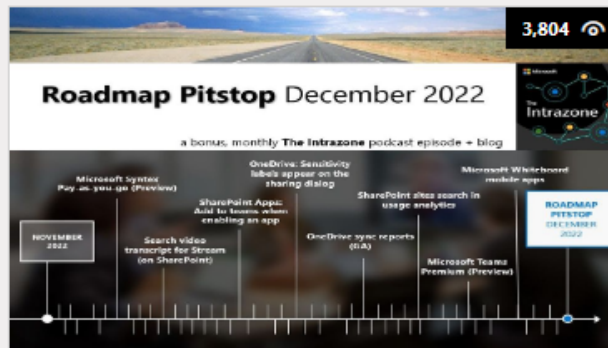 3,804
Roadmap Pitstop December 2022
Microsoft
The
Intrazone
a bonus, monthly The Intrazone podcast episode + blog
OneDrive: Sensitivity
labels appear on the
sharing dialog
Microsoft Whiteboard
mobile apps
Microsoft Syntex
Pay-as-you-go (Preview)
SharePoint Apps:
Add to teams when
enabling an app
SharePoint sites search in
usage analytics
ROADMAP
PITSTOP
DECEMBER
2022
NOVEMBER
2022
Search video
transcript for Stream
(on SharePoint)
OneDrive sync reports
(GA)
Microsoft Teams
Premium (Preview)